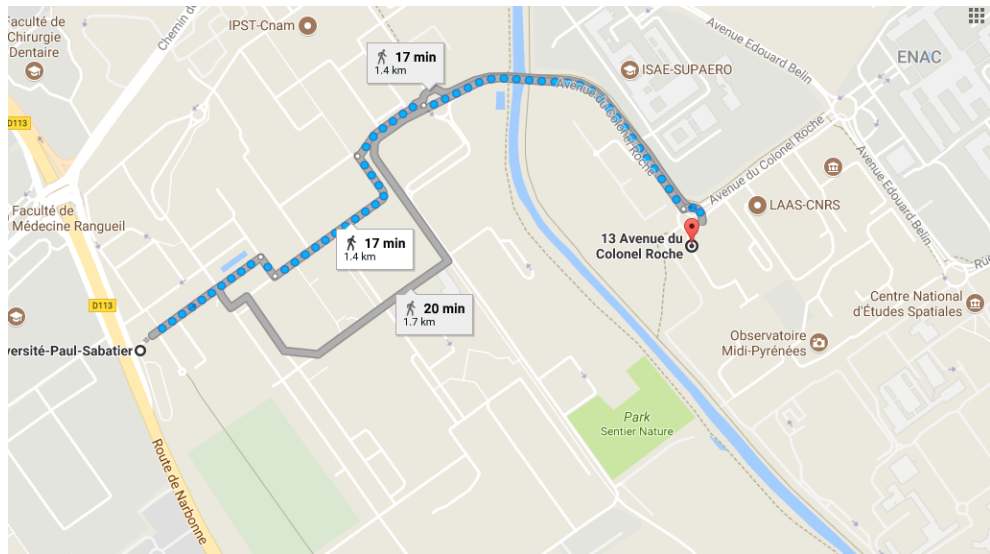 Faculté de
Chirurgie
Dentaire
IPST-Cnam
Chemin du
17 min
1.4 km
ISAE-SUPAERO
Avenue Edouard Belin
ENAC
D113
Avenue du Colonel Roche
Avenue du Colonel Roche
Avenue Edouard Belin
Faculté de
Médecine Rangueil
LAAS-CNRS
17 min
1.4 km
13 Avenue du
Colonel Roche
D113
20 min
1.7 km
Centre National
d'Études Spatiales
versité-Paul-Sabatier
Observatoire
Midi-Pyrénées
Park
Sentier Nature
Route de Narbonne